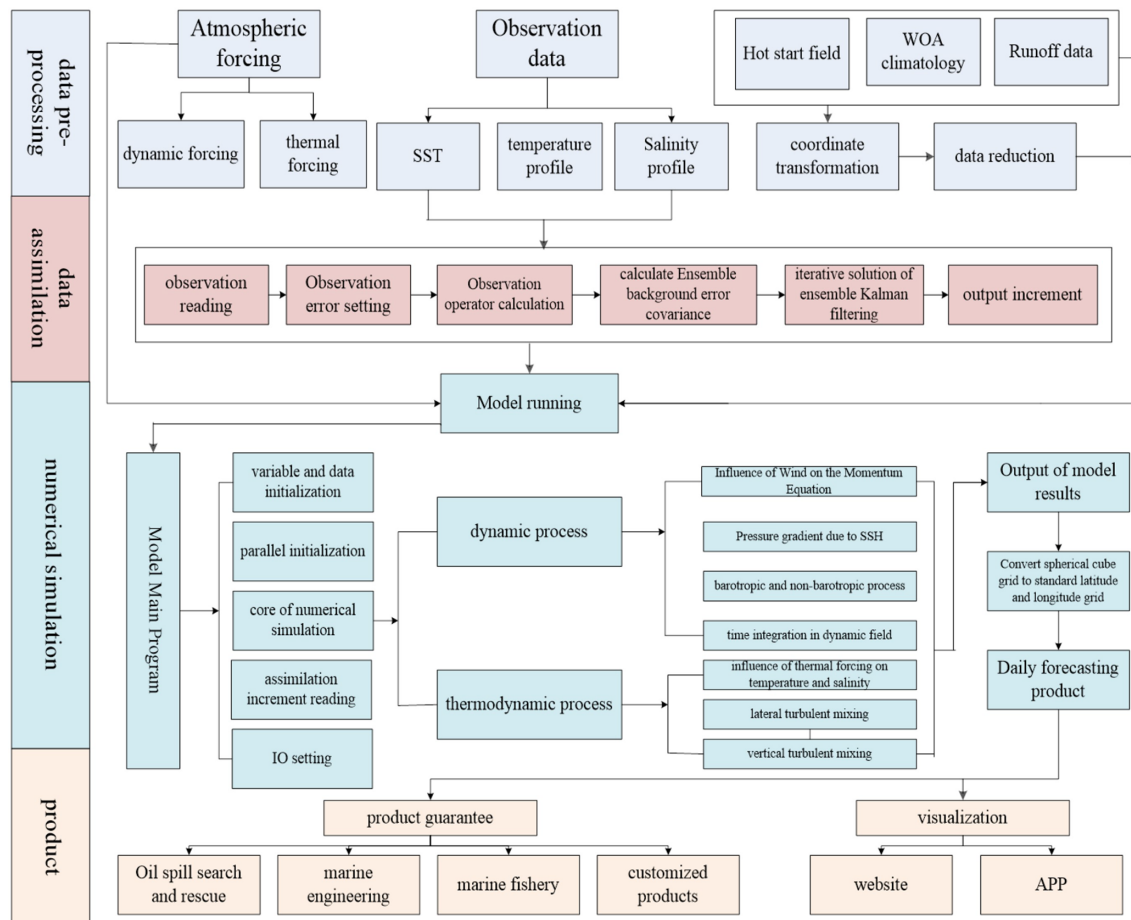 data pre-
processing
Atmospheric
forcing
Observation
data
Hot start field
WOA
climatology
Runoff data
dynamic forcing
thermal
forcing
SST
temperature
profile
Salinity
profile
coordinate
transformation
data reduction
data
assimilation
observation
reading
Observation
error setting
Observation
operator calculation
calculate Ensemble
background error
covariance
iterative solution of
ensemble Kalman
filtering
output increment
numerical simulation
Model running
Model Main Program
variable and data
initialization
parallel initialization
core of numerical
simulation
assimilation
increment reading
IO setting
dynamic process
thermodynamic process
Influence of Wind on the Momentum
Equation
Pressure gradient due to SSH
barotropic and non-barotropic process
time integration in dynamic field
influence of thermal forcing on
temperature and salinity
lateral turbulent mixing
vertical turbulent mixing
Output of model
results
Convert spherical cube
grid to standard latitude
and longitude grid
Daily forecasting
product
product
product guarantee
visualization
Oil spill search
and rescue
marine
engineering
marine fishery
customized
products
website
APP